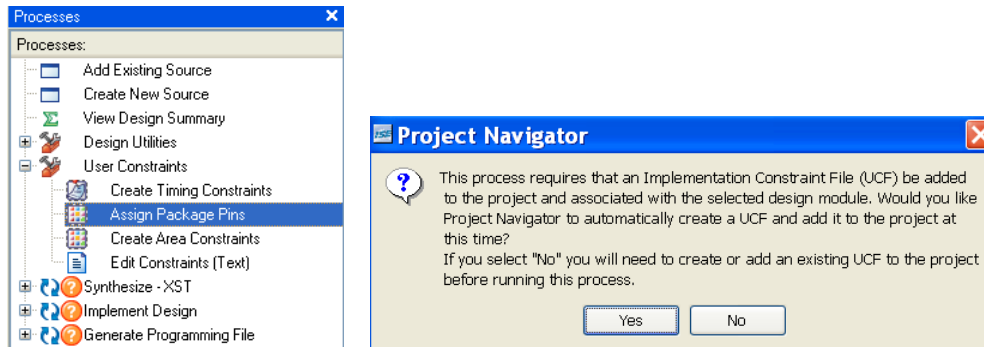 Processes
Processes:
Add Existing Source
Create New Source
View Design Summary
Design Utilities
User Constraints
Create Timing Constraints
Assign Package Pins
Create Area Constraints
Edit Constraints (Text)
Synthesize - XST
Implement Design
Generate Programming File
ISE Project Navigator
This process requires that an Implementation Constraint File (UCF) be added
to the project and associated with the selected design module. Would you like
Project Navigator to automatically create a UCF and add it to the project at
this time?
If you select "No" you will need to create or add an existing UCF to the project
before running this process.
Yes No